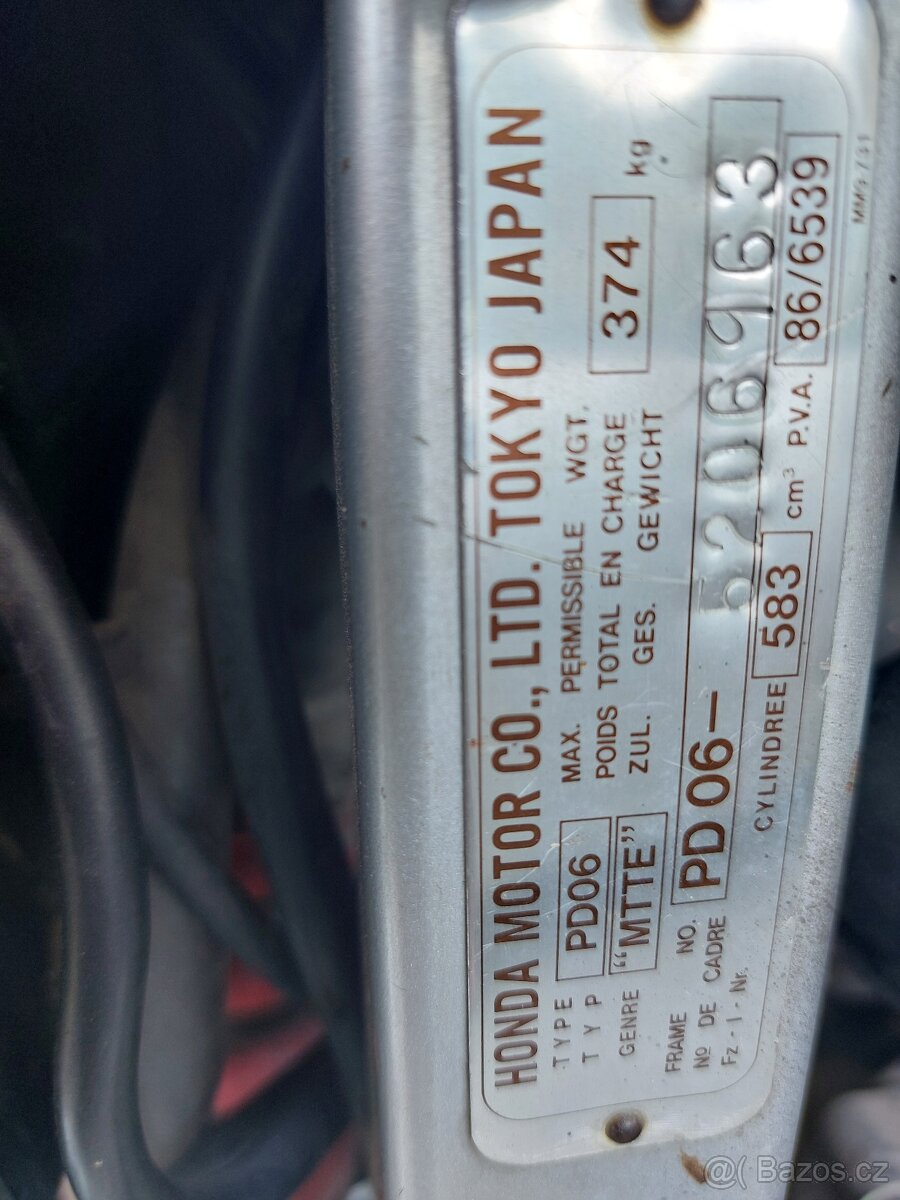 HONDA MOTOR CO., LTD. TOKYO JAPAN
TYPE PD06 MAX. PERMISSIBLE WGT. 374 kg
TYP POIDS TOTAL EN CHARGE
GENRE "MTTE" ZUL. GES. GEWICHT
FRAME NO. PD06- 5206963
Nº DE CADRE
Fz-I-Nr.
CYLINDREE 583 cm³ P.V.A. 86/6539
@( Bazos.cz